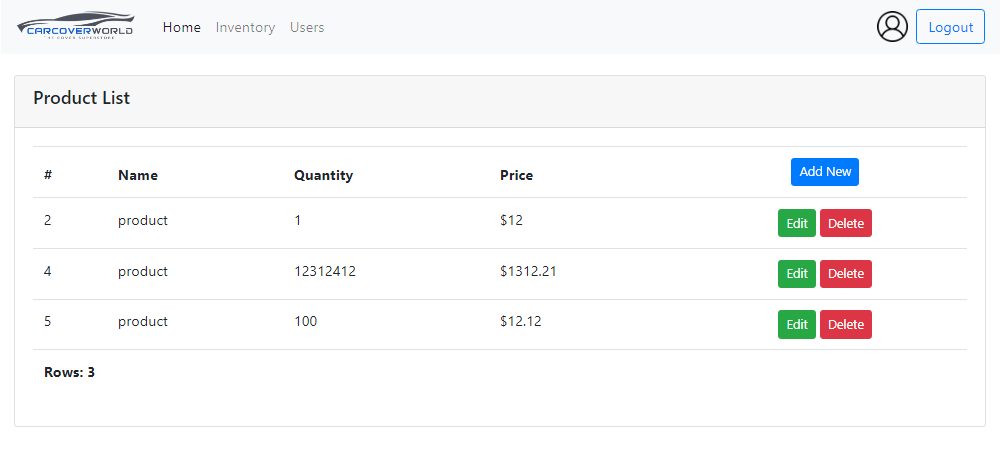 CARCOVERWORLD Home Inventory Users Logout
Product List
# Name Quantity Price Add New
2 product 1 $12 Edit Delete
4 product 12312412 $1312.21 Edit Delete
5 product 100 $12.12 Edit Delete
Rows: 3